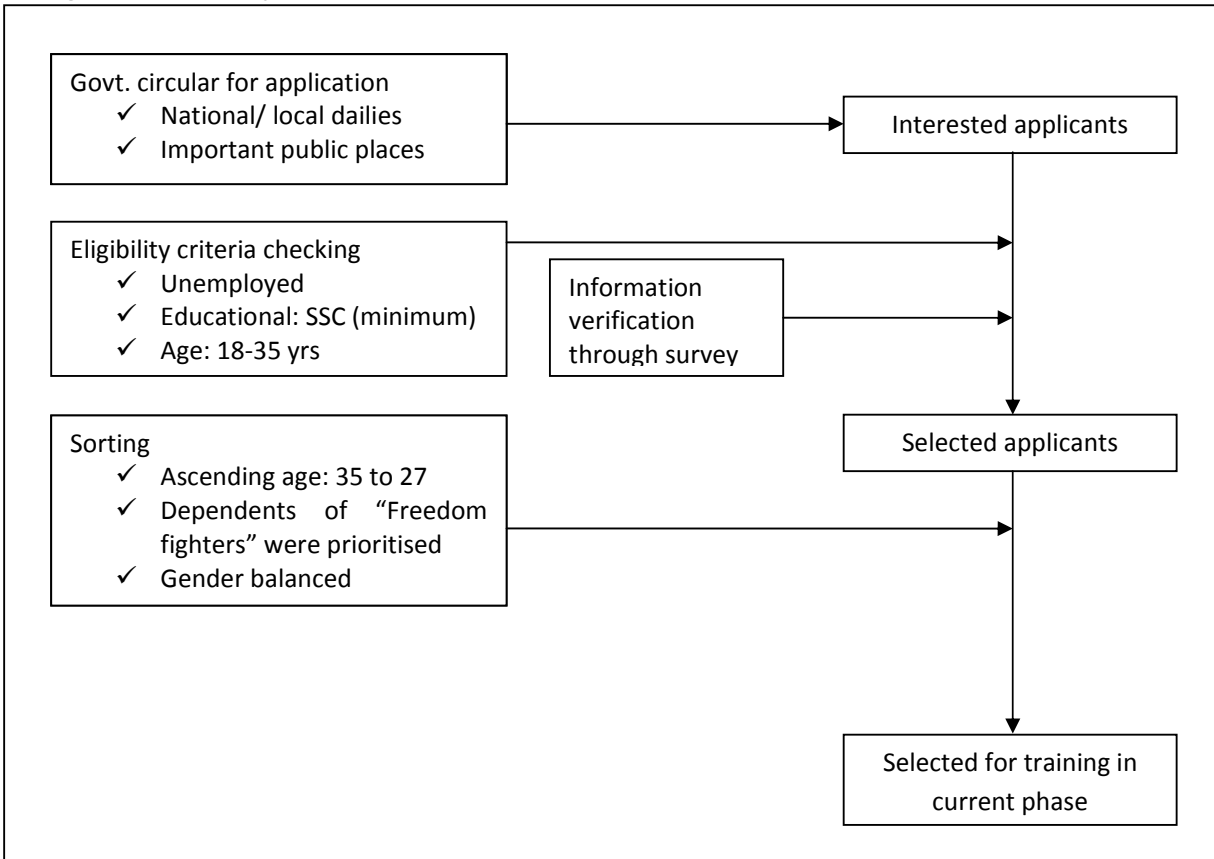 Govt. circular for application
✓ National/ local dailies
✓ Important public places
Interested applicants
Eligibility criteria checking
✓ Unemployed
✓ Educational: SSC (minimum)
✓ Age: 18-35 yrs
Information
verification
through survey
Selected applicants
Sorting
✓ Ascending age: 35 to 27
✓ Dependents of “Freedom
fighters” were prioritised
✓ Gender balanced
Selected for training in
current phase